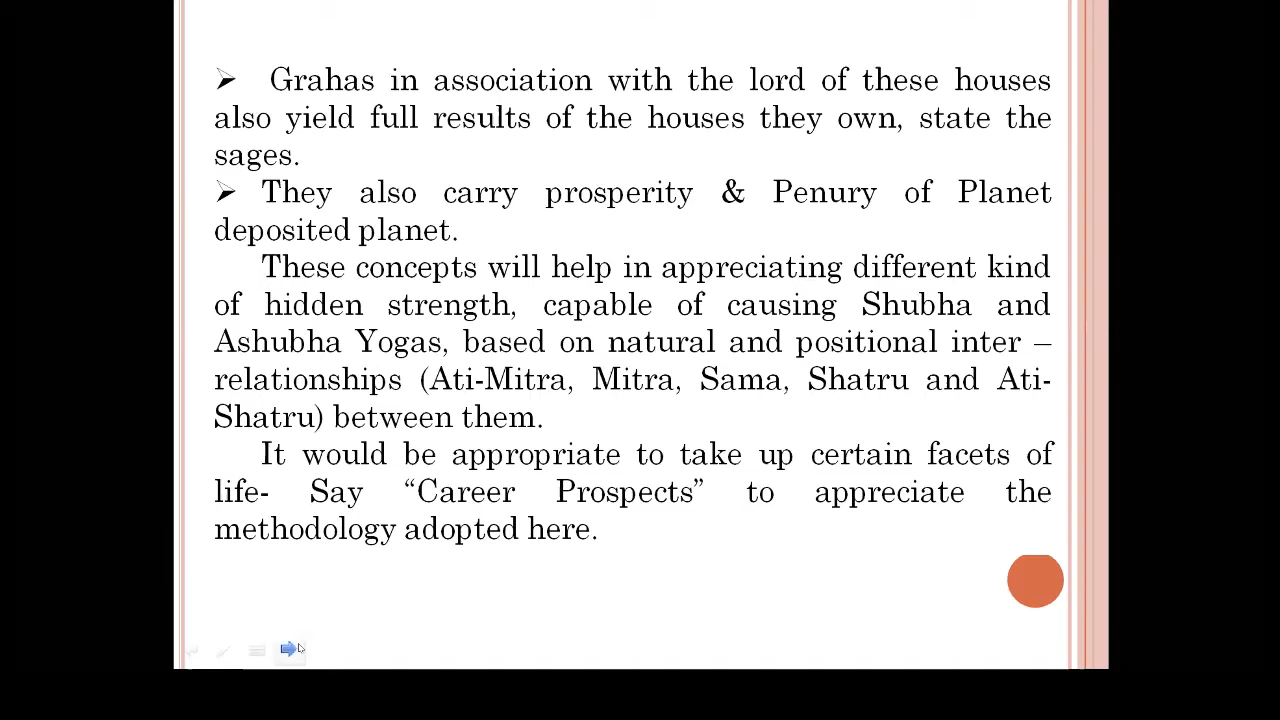 ➢ Grahas in association with the lord of these houses
also yield full results of the houses they own, state the
sages.
➢ They also carry prosperity & Penury of Planet
deposited planet.
These concepts will help in appreciating different kind
of hidden strength, capable of causing Shubha and
Ashubha Yogas, based on natural and positional inter –
relationships (Ati-Mitra, Mitra, Sama, Shatru and Ati-
Shatru) between them.
It would be appropriate to take up certain facets of
life- Say “Career Prospects” to appreciate the
methodology adopted here.